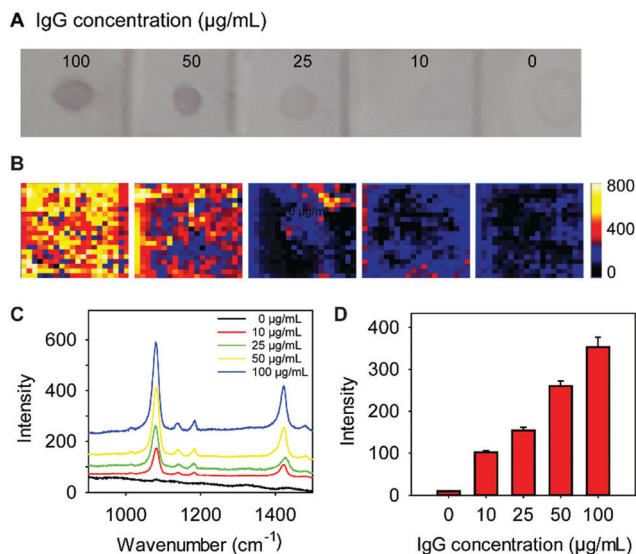 A IgG concentration (µg/mL)
100 50 25 10 0
B
800
400
0
C
600
400
200
0
Intensity
0 µg/mL
10 µg/mL
25 µg/mL
50 µg/mL
100 µg/mL
1000 1200 1400
Wavenumber (cm⁻¹)
D
400
300
200
100
0
Intensity
0 10 25 50 100
IgG concentration (µg/mL)